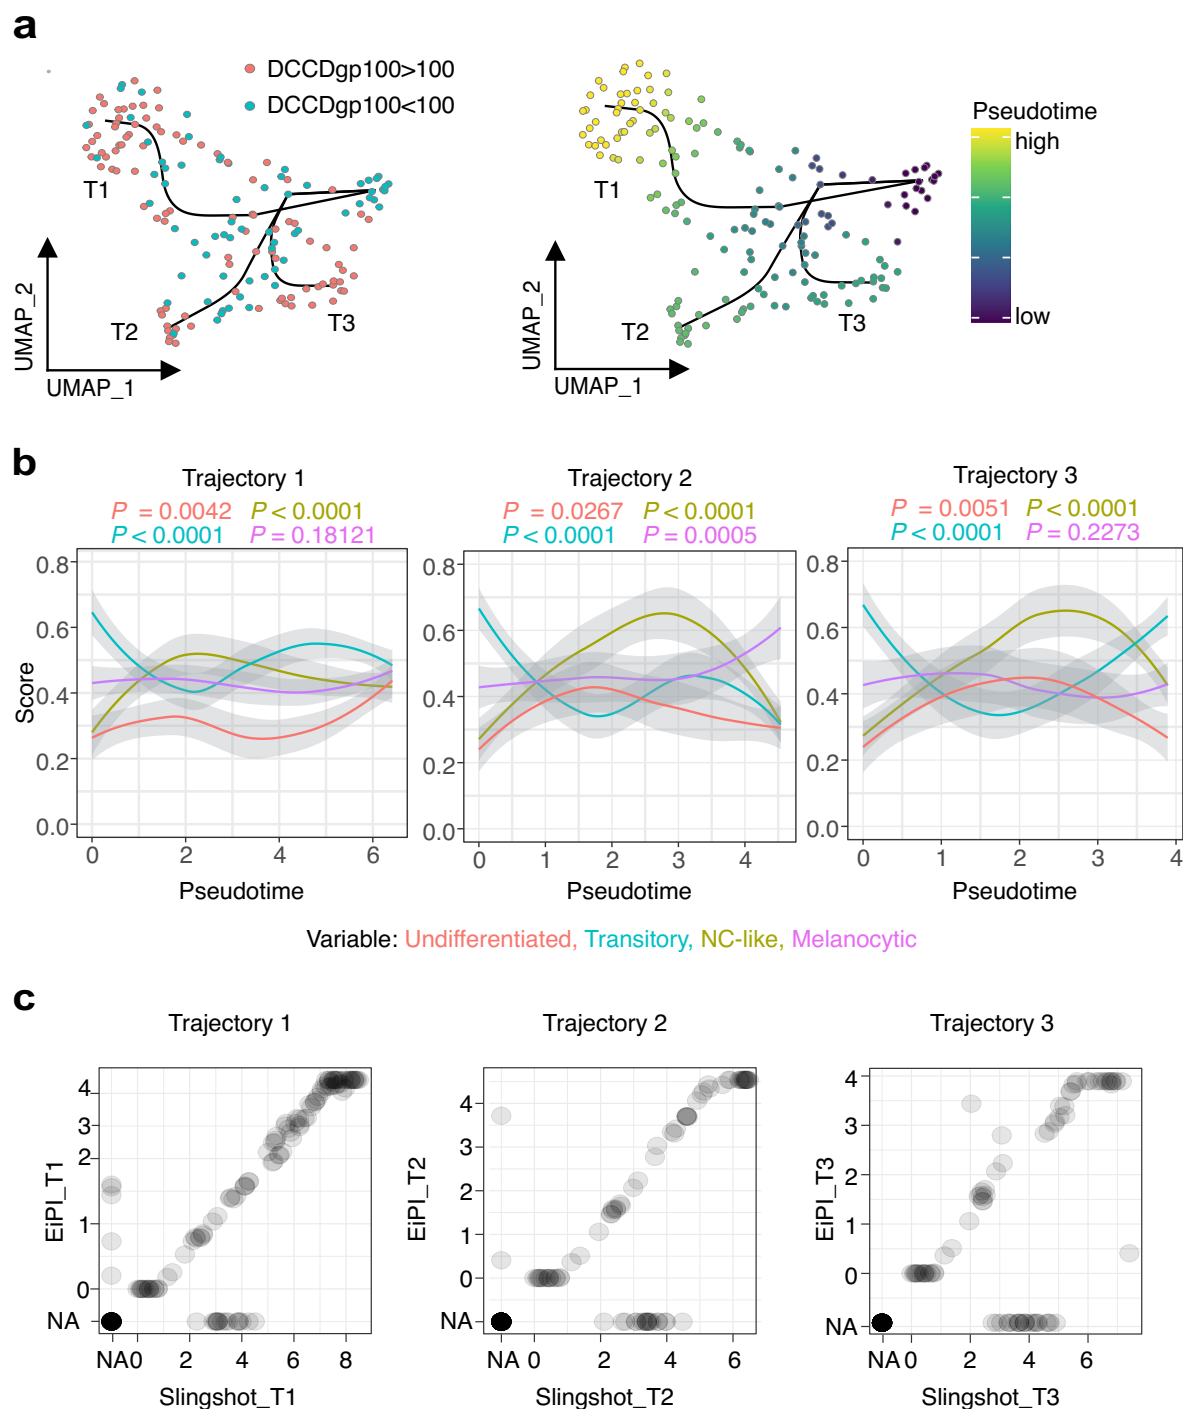 a
DCCDgp100>100
DCCDgp100<100
T1
T2
T3
UMAP_2
UMAP_1
T1
T2
T3
UMAP_2
UMAP_1
Pseudotime
high
low
b
Trajectory 1
P = 0.0042 P < 0.0001
P < 0.0001 P = 0.18121
Score
0.8
0.6
0.4
0.2
0.0
0 2 4 6
Pseudotime
Trajectory 2
P = 0.0267 P < 0.0001
P < 0.0001 P = 0.0005
0.8
0.6
0.4
0.2
0.0
0 1 2 3 4
Pseudotime
Trajectory 3
P = 0.0051 P < 0.0001
P < 0.0001 P = 0.2273
0.8
0.6
0.4
0.2
0.0
0 1 2 3 4
Pseudotime
Variable: Undifferentiated, Transitory, NC-like, Melanocytic
c
Trajectory 1
EiPI_T1
4
3
2
1
0
NA
NA 0 2 4 6 8
Slingshot_T1
Trajectory 2
EiPI_T2
4
3
2
1
0
NA
NA 0 2 4 6
Slingshot_T2
Trajectory 3
EiPI_T3
4
3
2
1
0
NA
NA 0 2 4 6
Slingshot_T3